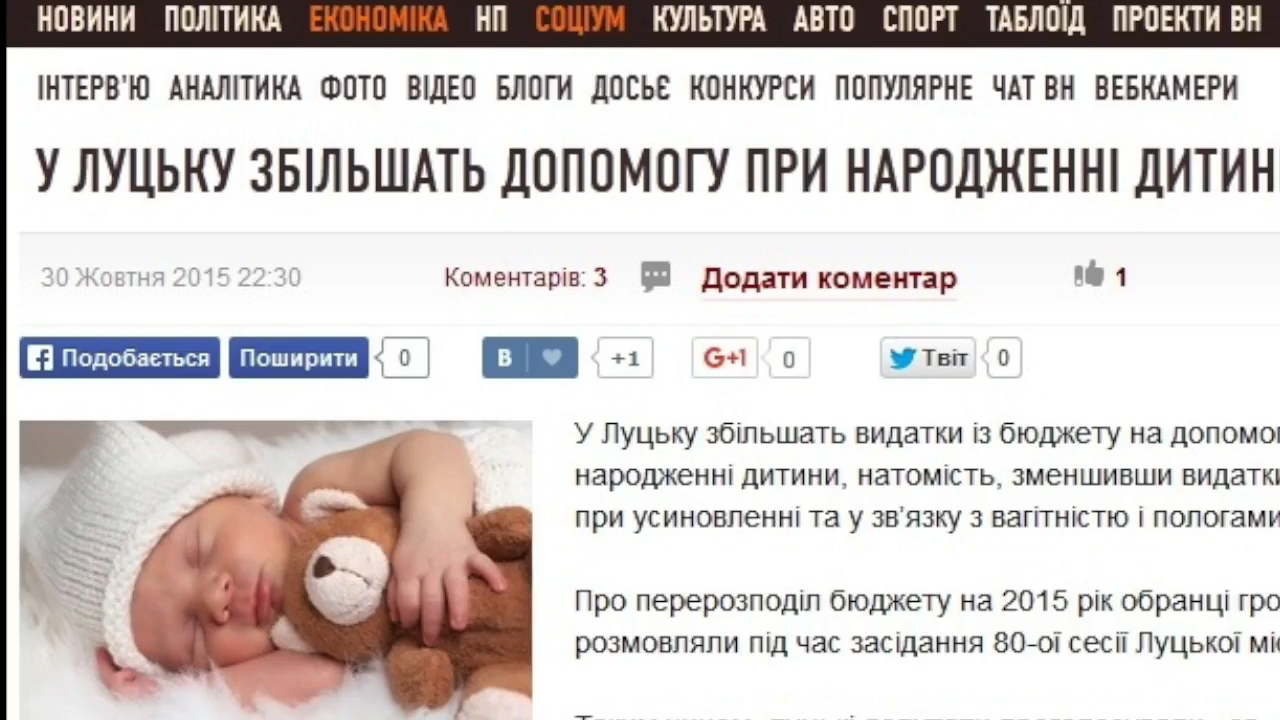 НОВИНИ ПОЛІТИКА ЕКОНОМІКА НП СОЦІУМ КУЛЬТУРА АВТО СПОРТ ТАБЛОЇД ПРОЕКТИ ВН
ІНТЕРВ'Ю АНАЛІТИКА ФОТО ВІДЕО БЛОГИ ДОСЬЄ КОНКУРСИ ПОПУЛЯРНЕ ЧАТ ВН ВЕБКАМЕРИ
У ЛУЦЬКУ ЗБІЛЬШАТЬ ДОПОМОГУ ПРИ НАРОДЖЕННІ ДИТИН
30 Жовтня 2015 22:30 Коментарів: 3 Додати коментар 1
Подобається Поширити 0 B +1 G+1 0 Твіт 0
У Луцьку збільшать видатки із бюджету на допомо
народженні дитини, натомість, зменшивши видатки
при усиновленні та у зв'язку з вагітністю і пологами
Про перерозподіл бюджету на 2015 рік обранці гро
розмовляли під час засідання 80-ої сесії Луцької міс